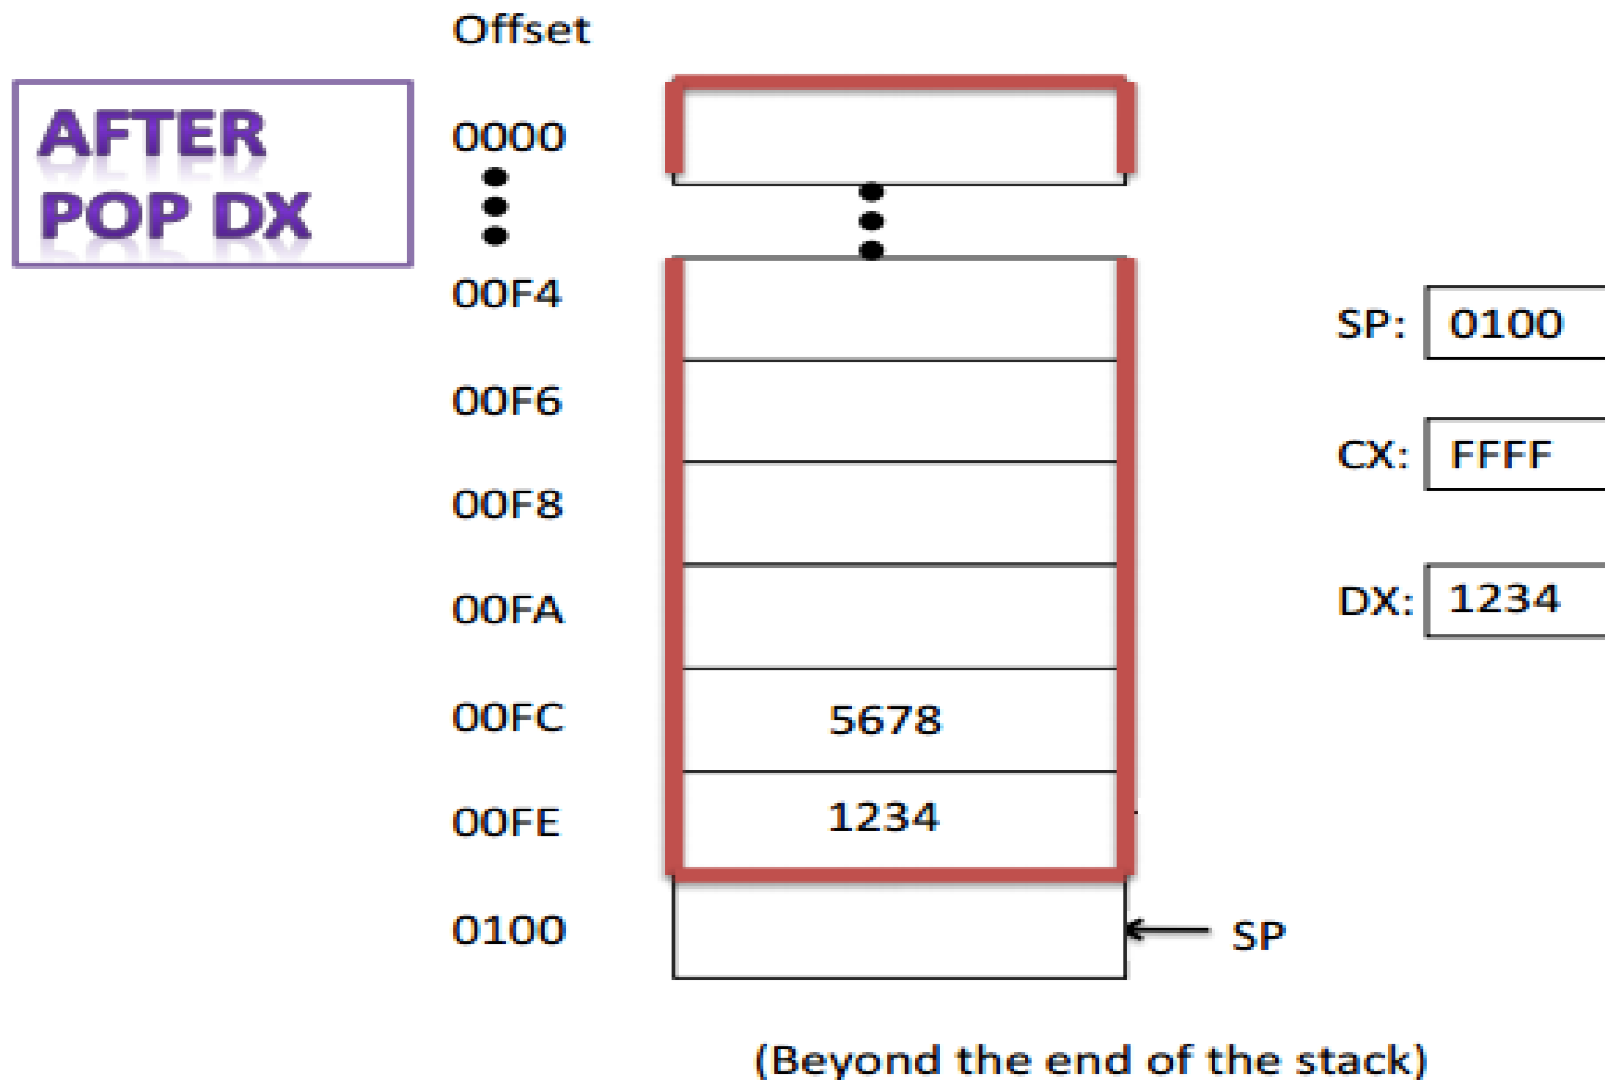 Offset
AFTER
POP DX
0000
00F4
SP: 0100
00F6
CX: FFFF
00F8
00FA
DX: 1234
00FC 5678
00FE 1234
0100
SP
(Beyond the end of the stack)